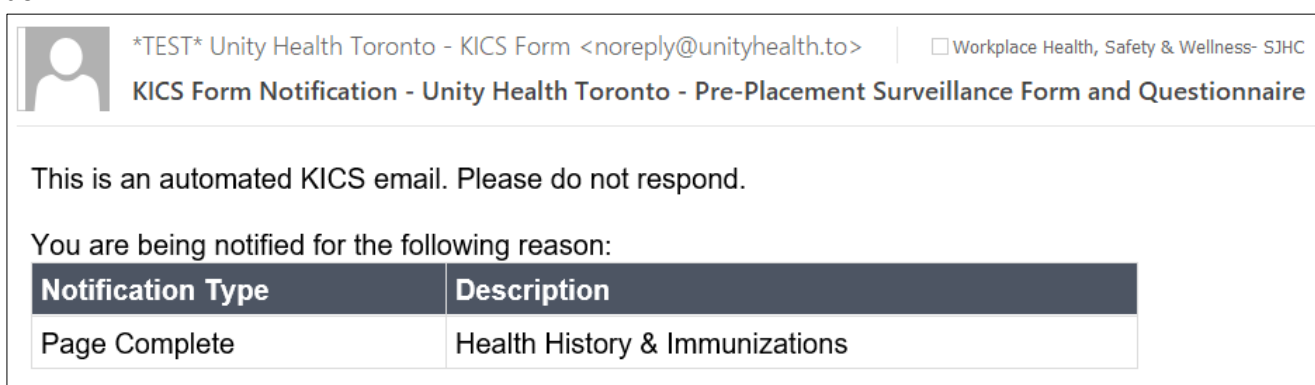 *TEST* Unity Health Toronto - KICS Form <noreply@unityhealth.to> Workplace Health, Safety & Wellness- SJHC
KICS Form Notification - Unity Health Toronto - Pre-Placement Surveillance Form and Questionnaire
This is an automated KICS email. Please do not respond.
You are being notified for the following reason:
Notification Type Description
Page Complete Health History & Immunizations